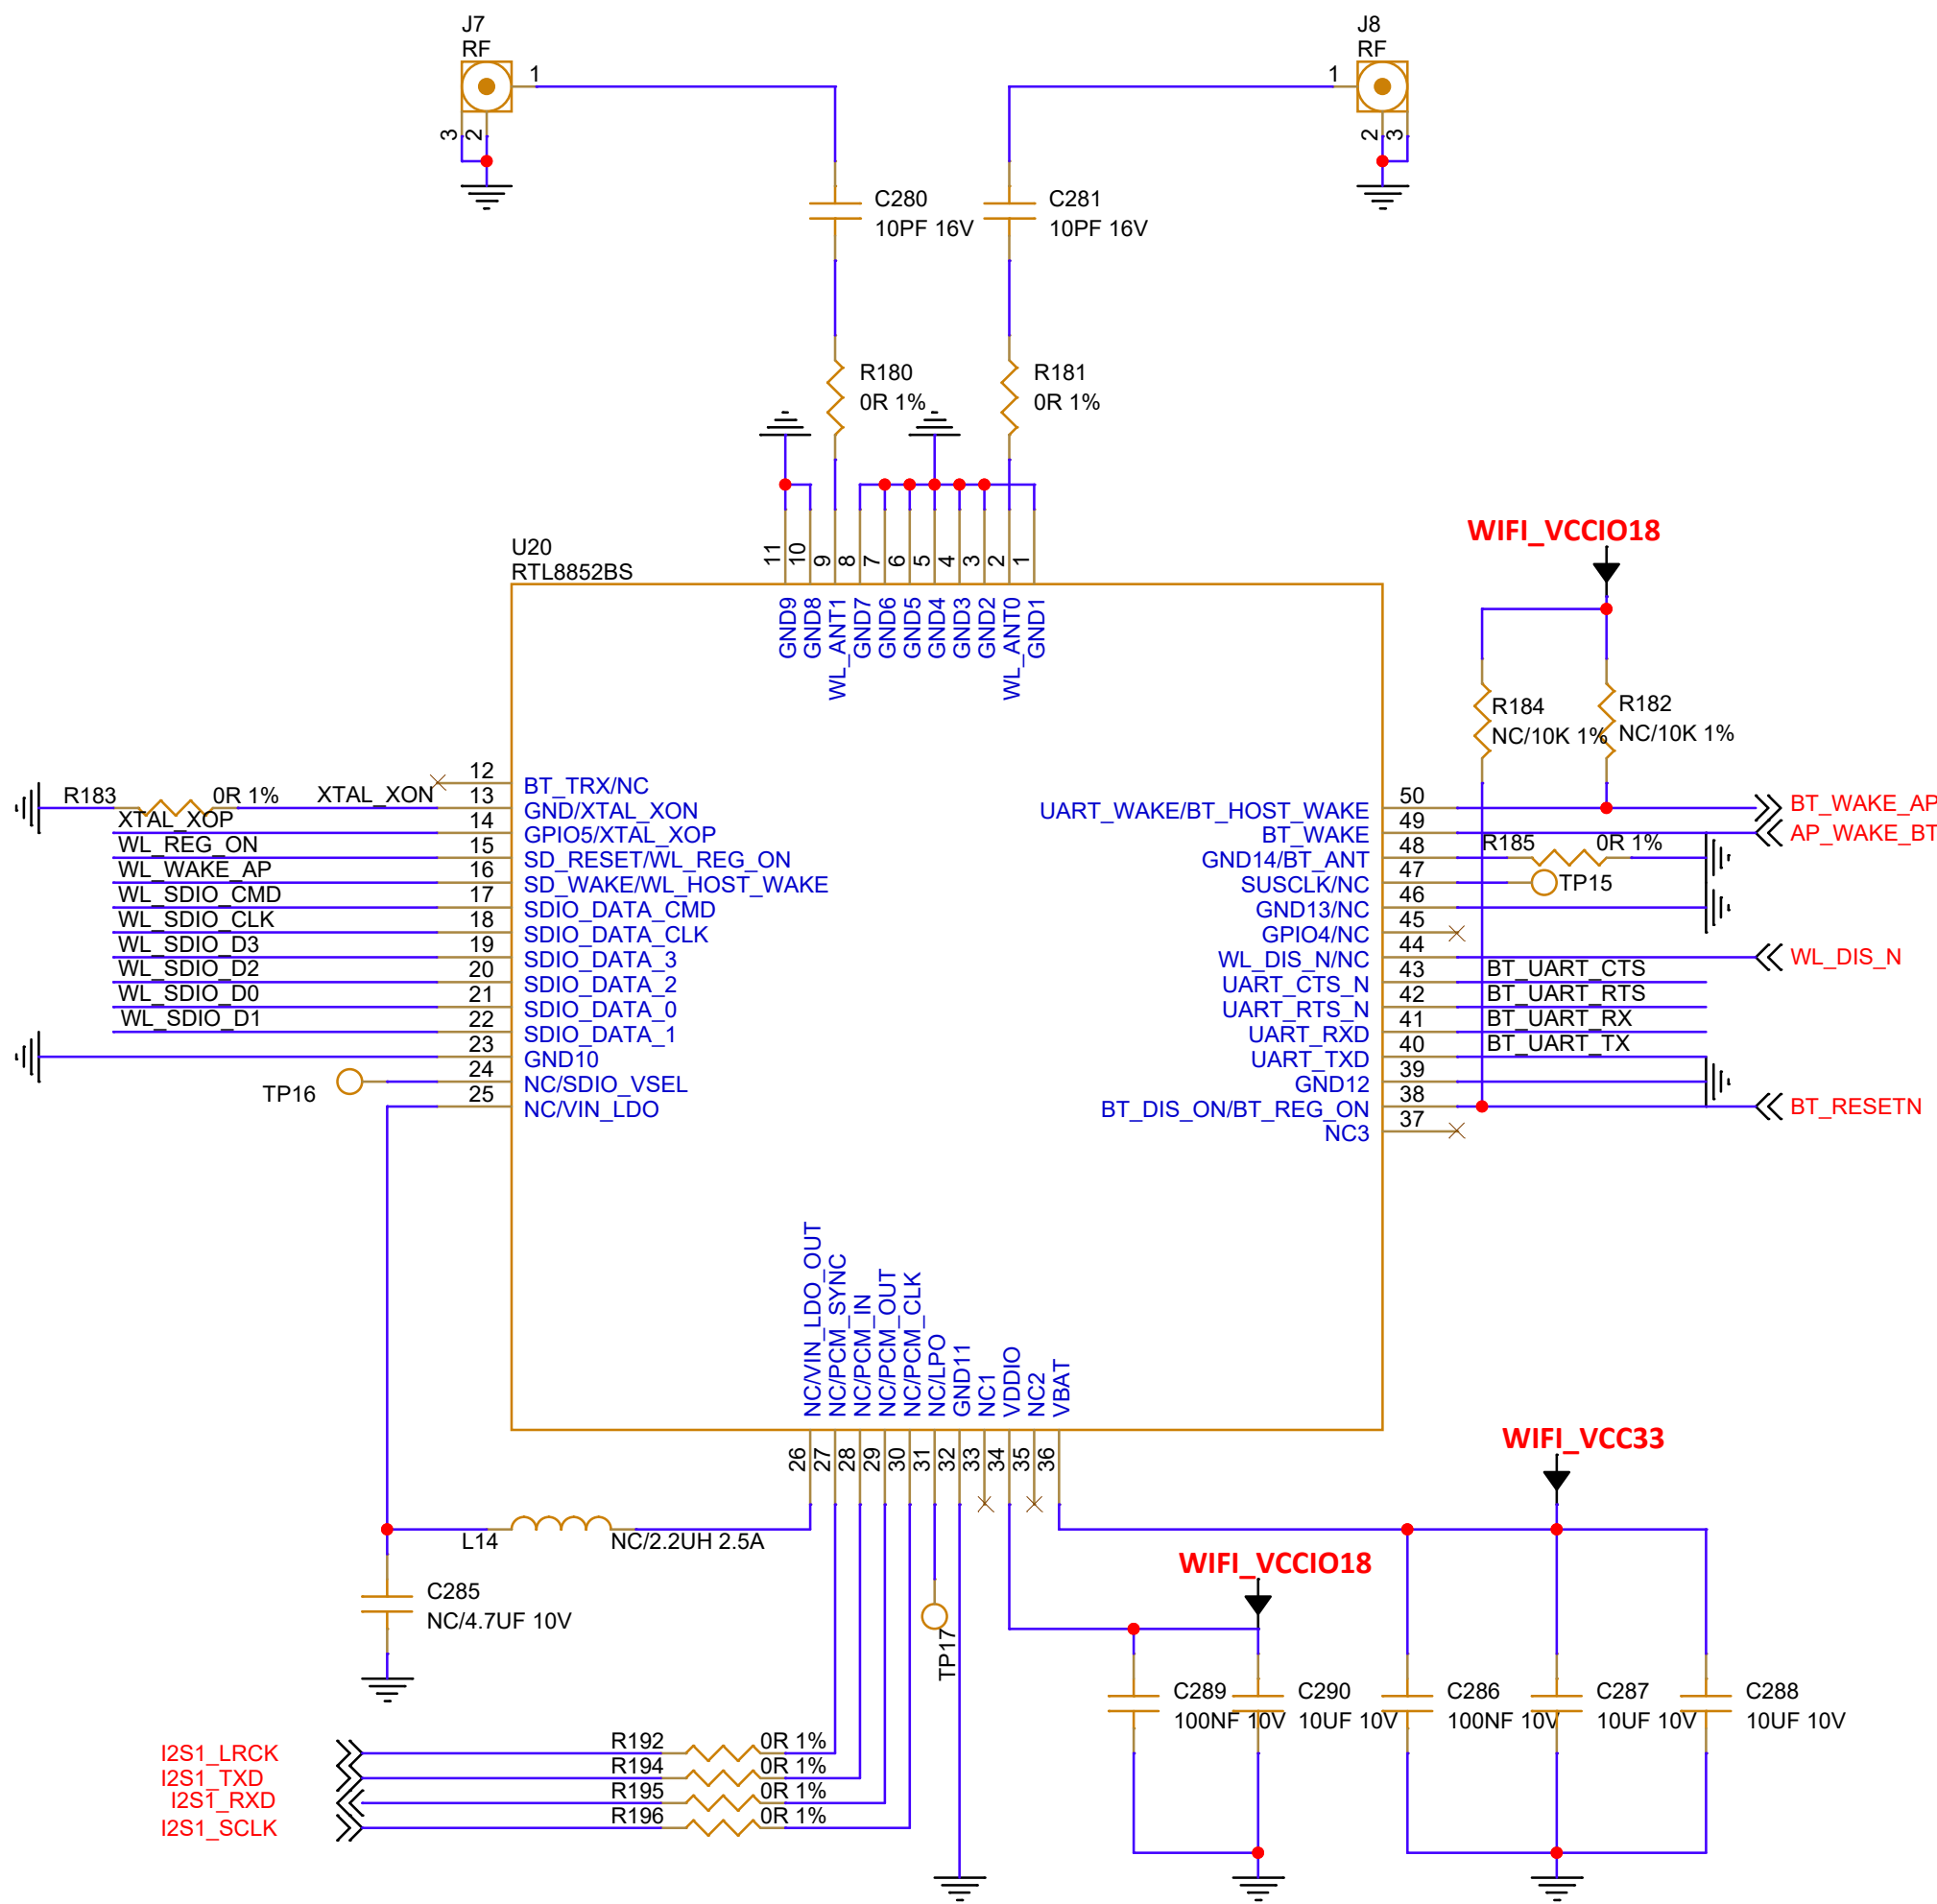 J7
RF
1
3
2
J8
RF
1
2
3
C280
10PF 16V
C281
10PF 16V
R180
0R 1%
R181
0R 1%
U20
RTL8852BS
11
10
9
8
7
6
5
4
3
2
1
GND9
GND8
WL_ANT1
GND7
GND6
GND5
GND4
GND3
GND2
WL_ANT0
GND1
WIFI_VCCIO18
R184
NC/10K 1%
R182
NC/10K 1%
R183
0R 1%
XTAL_XON
XTAL_XOP
WL_REG_ON
WL_WAKE_AP
WL_SDIO_CMD
WL_SDIO_CLK
WL_SDIO_D3
WL_SDIO_D2
WL_SDIO_D0
WL_SDIO_D1
TP16
12
13
14
15
16
17
18
19
20
21
22
23
24
25
BT_TRX/NC
GND/XTAL_XON
GPIO5/XTAL_XOP
SD_RESET/WL_REG_ON
SD_WAKE/WL_HOST_WAKE
SDIO_DATA_CMD
SDIO_DATA_CLK
SDIO_DATA_3
SDIO_DATA_2
SDIO_DATA_0
SDIO_DATA_1
GND10
NC/SDIO_VSEL
NC/VIN_LDO
UART_WAKE/BT_HOST_WAKE
BT_WAKE
GND14/BT_ANT
SUSCLK/NC
GND13/NC
GPIO4/NC
WL_DIS_N/NC
UART_CTS_N
UART_RTS_N
UART_RXD
UART_TXD
GND12
BT_DIS_ON/BT_REG_ON
NC3
50
49
48
47
46
45
44
43
42
41
40
39
38
37
BT_WAKE_AP
AP_WAKE_BT
R185
0R 1%
TP15
WL_DIS_N
BT_UART_CTS
BT_UART_RTS
BT_UART_RX
BT_UART_TX
BT_RESETN
NC/VIN_LDO_OUT
NC/PCM_SYNC
NC/PCM_IN
NC/PCM_OUT
NC/PCM_CLK
NC/LPO
GND11
NC1
VDDIO
NC2
VBAT
26
27
28
29
30
31
32
33
34
35
36
WIFI_VCC33
L14
NC/2.2UH 2.5A
WIFI_VCCIO18
C285
NC/4.7UF 10V
TP17
C289
100NF 10V
C290
10UF 10V
C286
100NF 10V
C287
10UF 10V
C288
10UF 10V
I2S1_LRCK
R192
0R 1%
I2S1_TXD
R194
0R 1%
I2S1_RXD
R195
0R 1%
I2S1_SCLK
R196
0R 1%